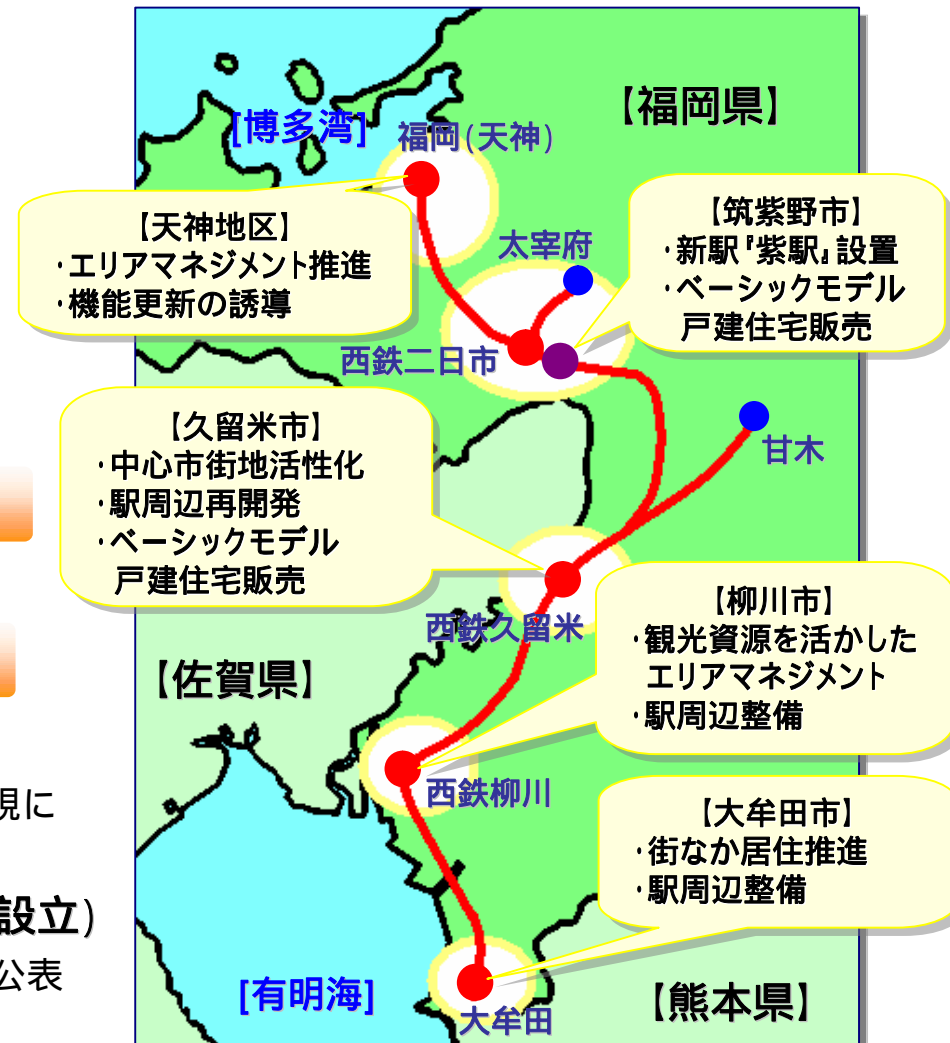 【福岡県】
[博多湾]
福岡(天神)
【天神地区】
・エリアマネジメント推進
・機能更新の誘導
【筑紫野市】
・新駅『紫駅』設置
・ベーシックモデル
戸建住宅販売
太宰府
西鉄二日市
甘木
【久留米市】
・中心市街地活性化
・駅周辺再開発
・ベーシックモデル
戸建住宅販売
西鉄久留米
【柳川市】
・観光資源を活かした
エリアマネジメント
・駅周辺整備
【佐賀県】
西鉄柳川
【大牟田市】
・街なか居住推進
・駅周辺整備
現に
設立)
公表
[有明海]
大牟田
【熊本県】